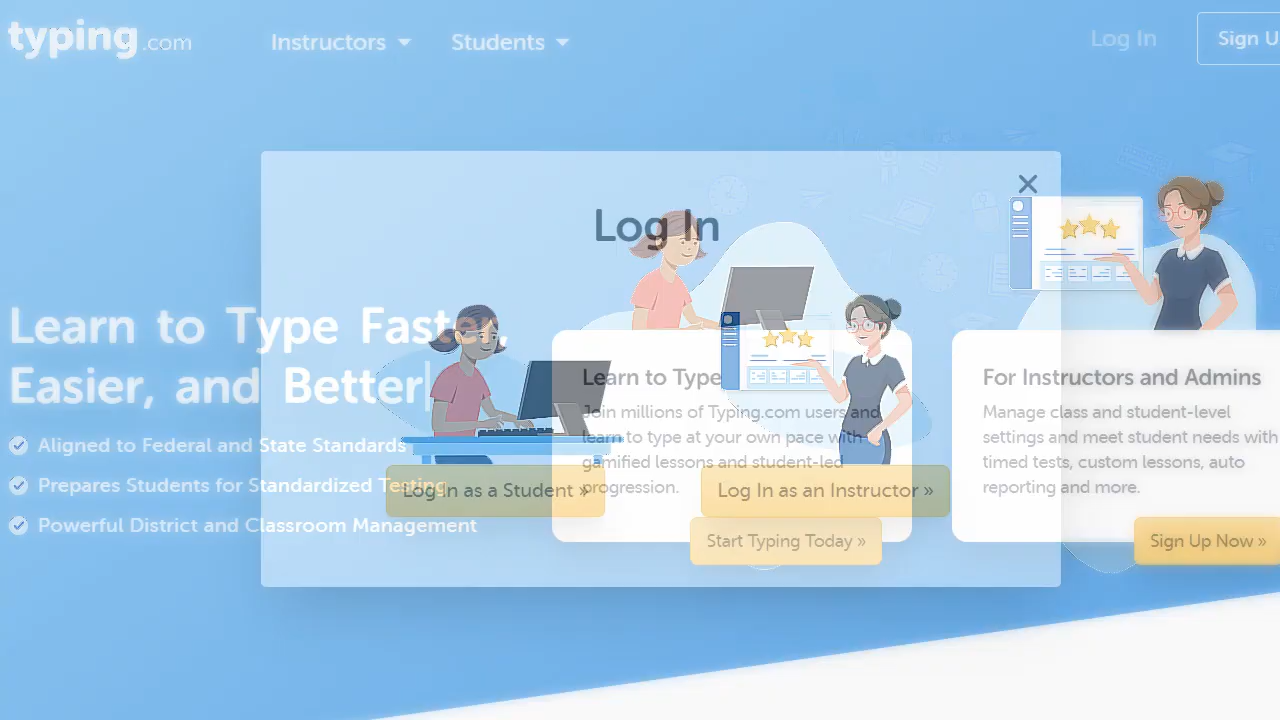 typing.com
Instructors
Students
Log In
Sign U
Log In
Learn to Type Faster,
Easier, and Better
Aligned to Federal and State Standards
Prepares Students for Standardized Testing
Powerful District and Classroom Management
Log In as a Student »
Log In as an Instructor »
Learn to Type
Join millions of Typing.com users and
learn to type at your own pace with
gamified lessons and student-led
progression.
Start Typing Today »
For Instructors and Admins
Manage class and student-level
settings and meet student needs with
timed tests, custom lessons, auto
reporting and more.
Sign Up Now »